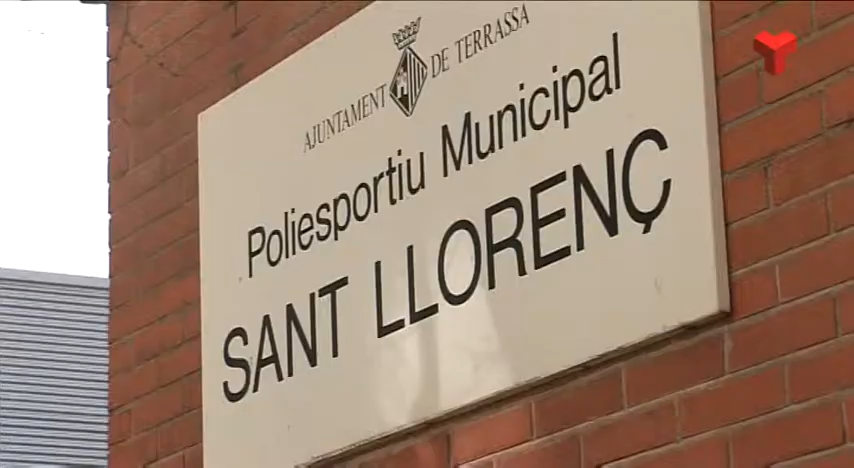 AJUNTAMENT DE TERRASSA
Poliesportiu Municipal
SANT LLORENÇ